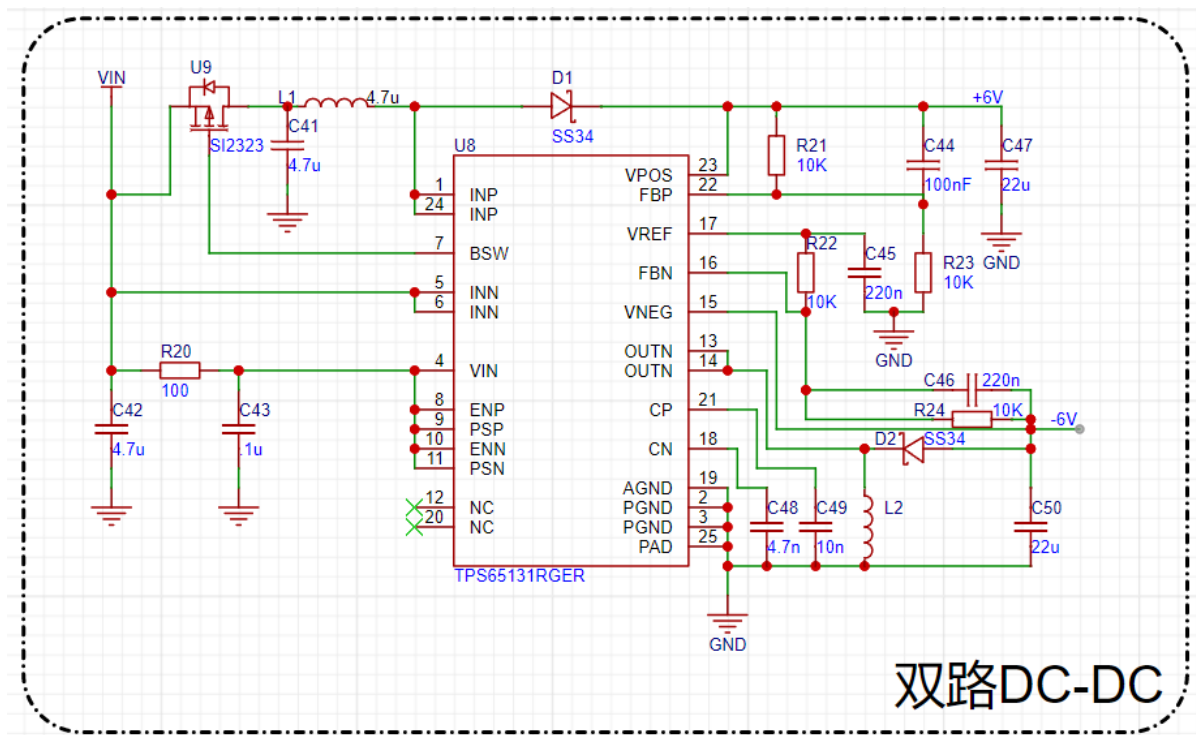 VIN
U9
SI2323
L1
4.7u
C41
4.7u
D1
SS34
+6V
U8
R21
10K
C44
100nF
C47
22u
GND
1
INP
24
INP
7
BSW
5
INN
6
INN
4
VIN
8
ENP
9
PSP
10
ENN
11
PSN
12
NC
20
NC
VPOS
23
FBP
22
VREF
17
FBN
16
VNEG
15
OUTN
13
OUTN
14
CP
21
CN
18
AGND
19
PGND
2
PGND
3
PAD
25
TPS65131RGER
R22
10K
C45
220n
R23
10K
GND
R20
100
C42
4.7u
C43
.1u
C46
220n
R24
10K
-6V
D2
SS34
C48
4.7n
C49
10n
L2
C50
22u
GND
双路DC-DC